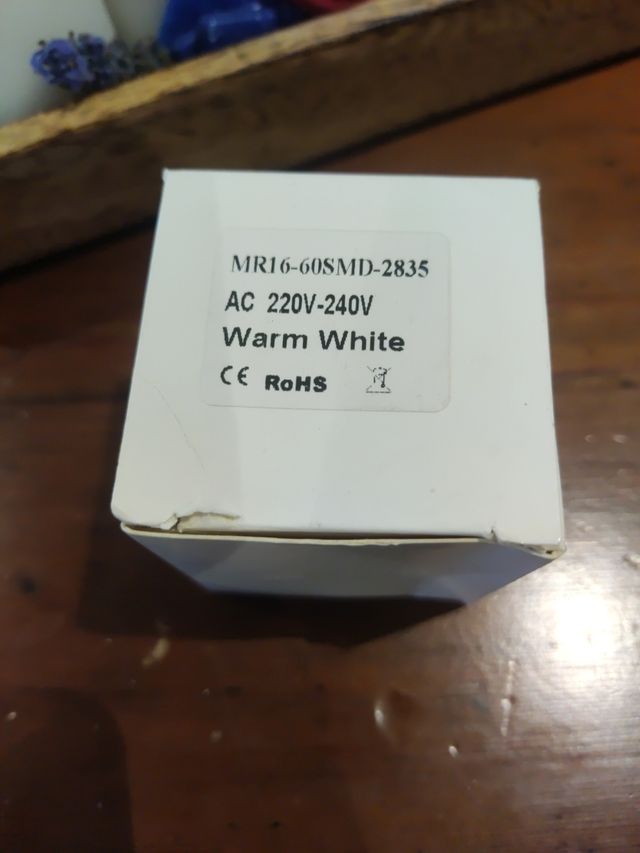 MR16-60SMD-2835
AC 220V-240V
Warm White
CE RoHS